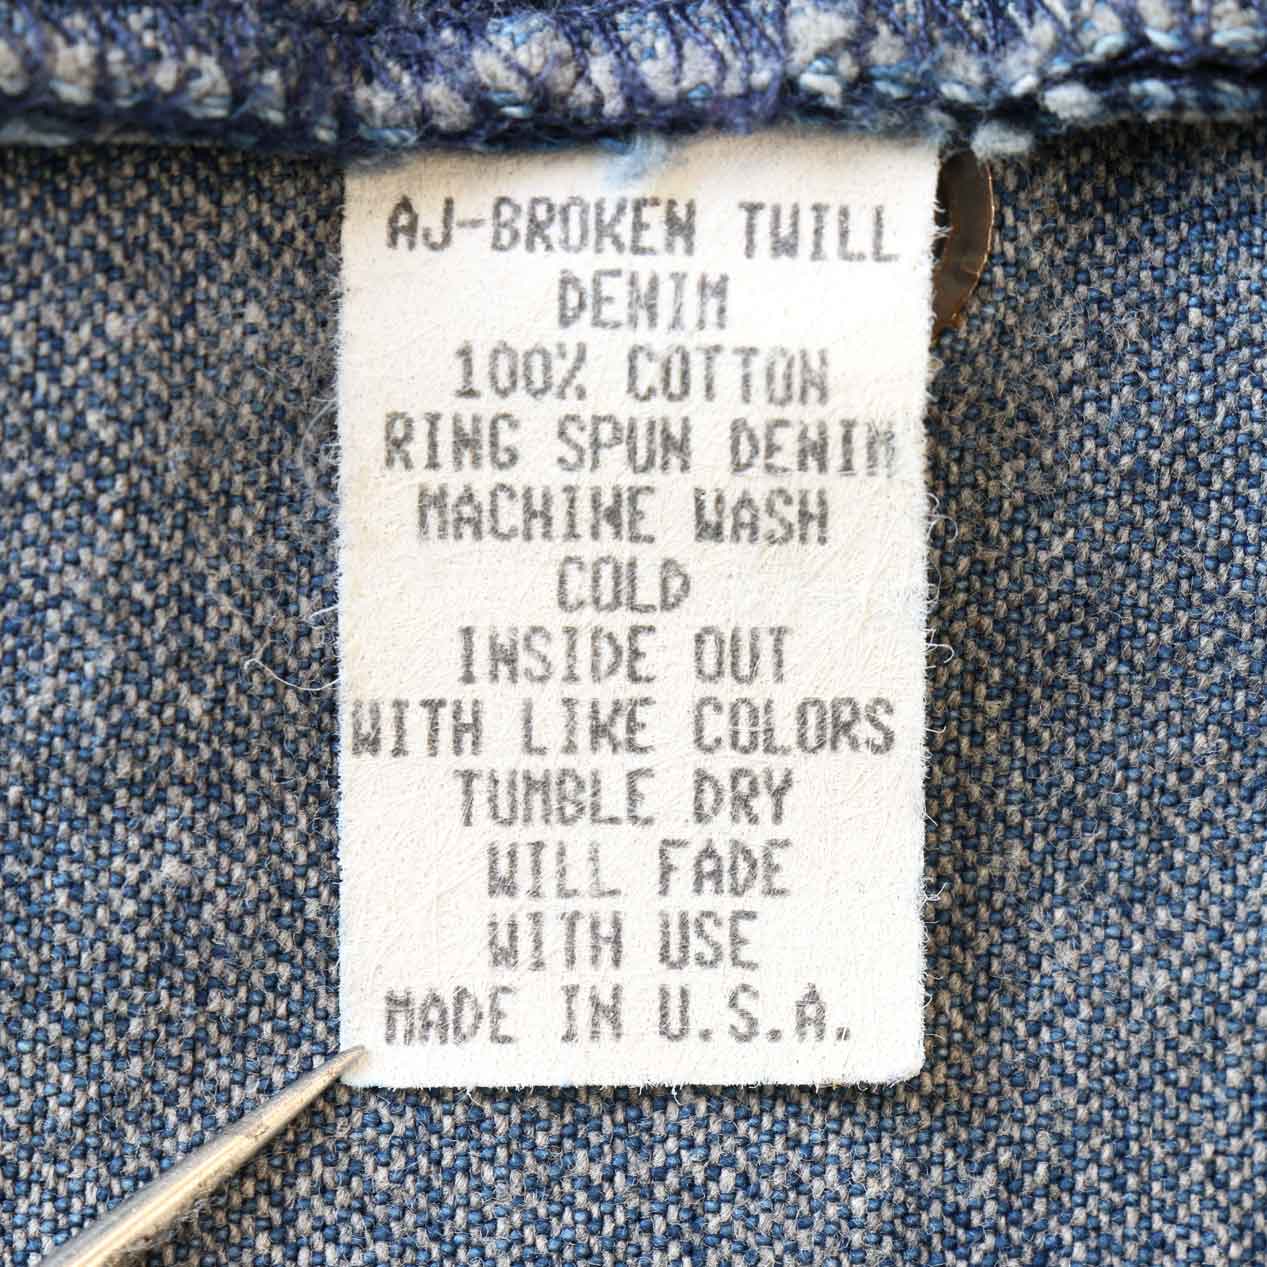 AJ-BROKEN TWILL
DENIM
100% COTTON
RING SPUN DENIM
MACHINE WASH
COLD
INSIDE OUT
WITH LIKE COLORS
TUMBLE DRY
WILL FADE
WITH USE
MADE IN U.S.A.